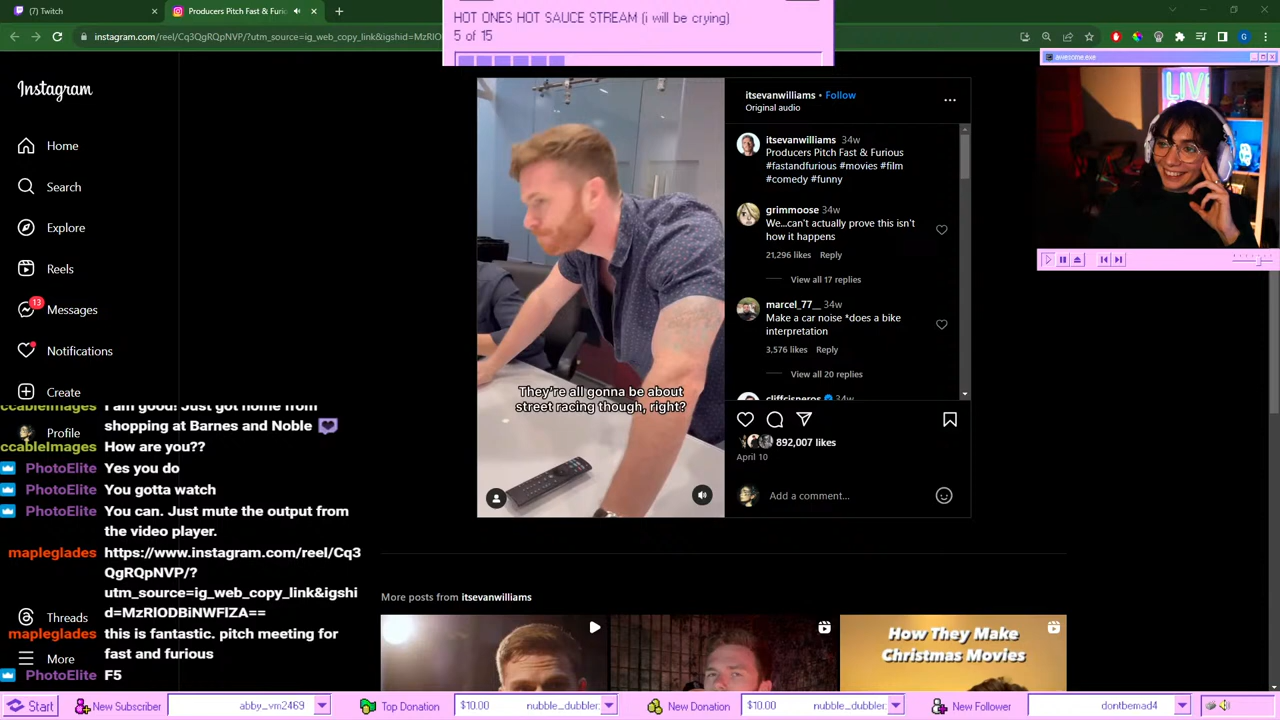 (7) Twitch
Producers Pitch Fast & Furio
instagram.com/reel/Cq3QgRQpNVP/?utm_source=ig_web_copy_link&igshid=MzRlO
HOT ONES HOT SAUCE STREAM (i will be crying)
5 of 15
awesome.exe
Instagram
Home
Search
Explore
Reels
13
Messages
Notifications
Create
Profile
Threads
More
They're all gonna be about
street racing though, right?
itsevanwilliams • Follow
Original audio
itsevanwilliams 34w
Producers Pitch Fast & Furious
#fastandfurious #movies #film
#comedy #funny
grimmoose 34w
We...can't actually prove this isn't
how it happens
21,296 likes Reply
View all 17 replies
marcel_77__ 34w
Make a car noise *does a bike
interpretation
3,576 likes Reply
View all 20 replies
cliffcisneros 34w
892,007 likes
April 10
Add a comment...
ccableImages I am good! Just got home from
shopping at Barnes and Noble
ccableImages How are you??
PhotoElite Yes you do
PhotoElite You gotta watch
PhotoElite You can. Just mute the output from
the video player.
mapleglades https://www.instagram.com/reel/Cq3
QgRQpNVP/?
utm_source=ig_web_copy_link&igshi
d=MzRlODBiNWFlZA==
mapleglades this is fantastic. pitch meeting for
fast and furious
PhotoElite F5
More posts from itsevanwilliams
How They Make
Christmas Movies
Start
New Subscriber
abby_vm2469
Top Donation
$10.00 nubble_dubbler:
New Donation
$10.00 nubble_dubbler:
New Follower
dontbemad4